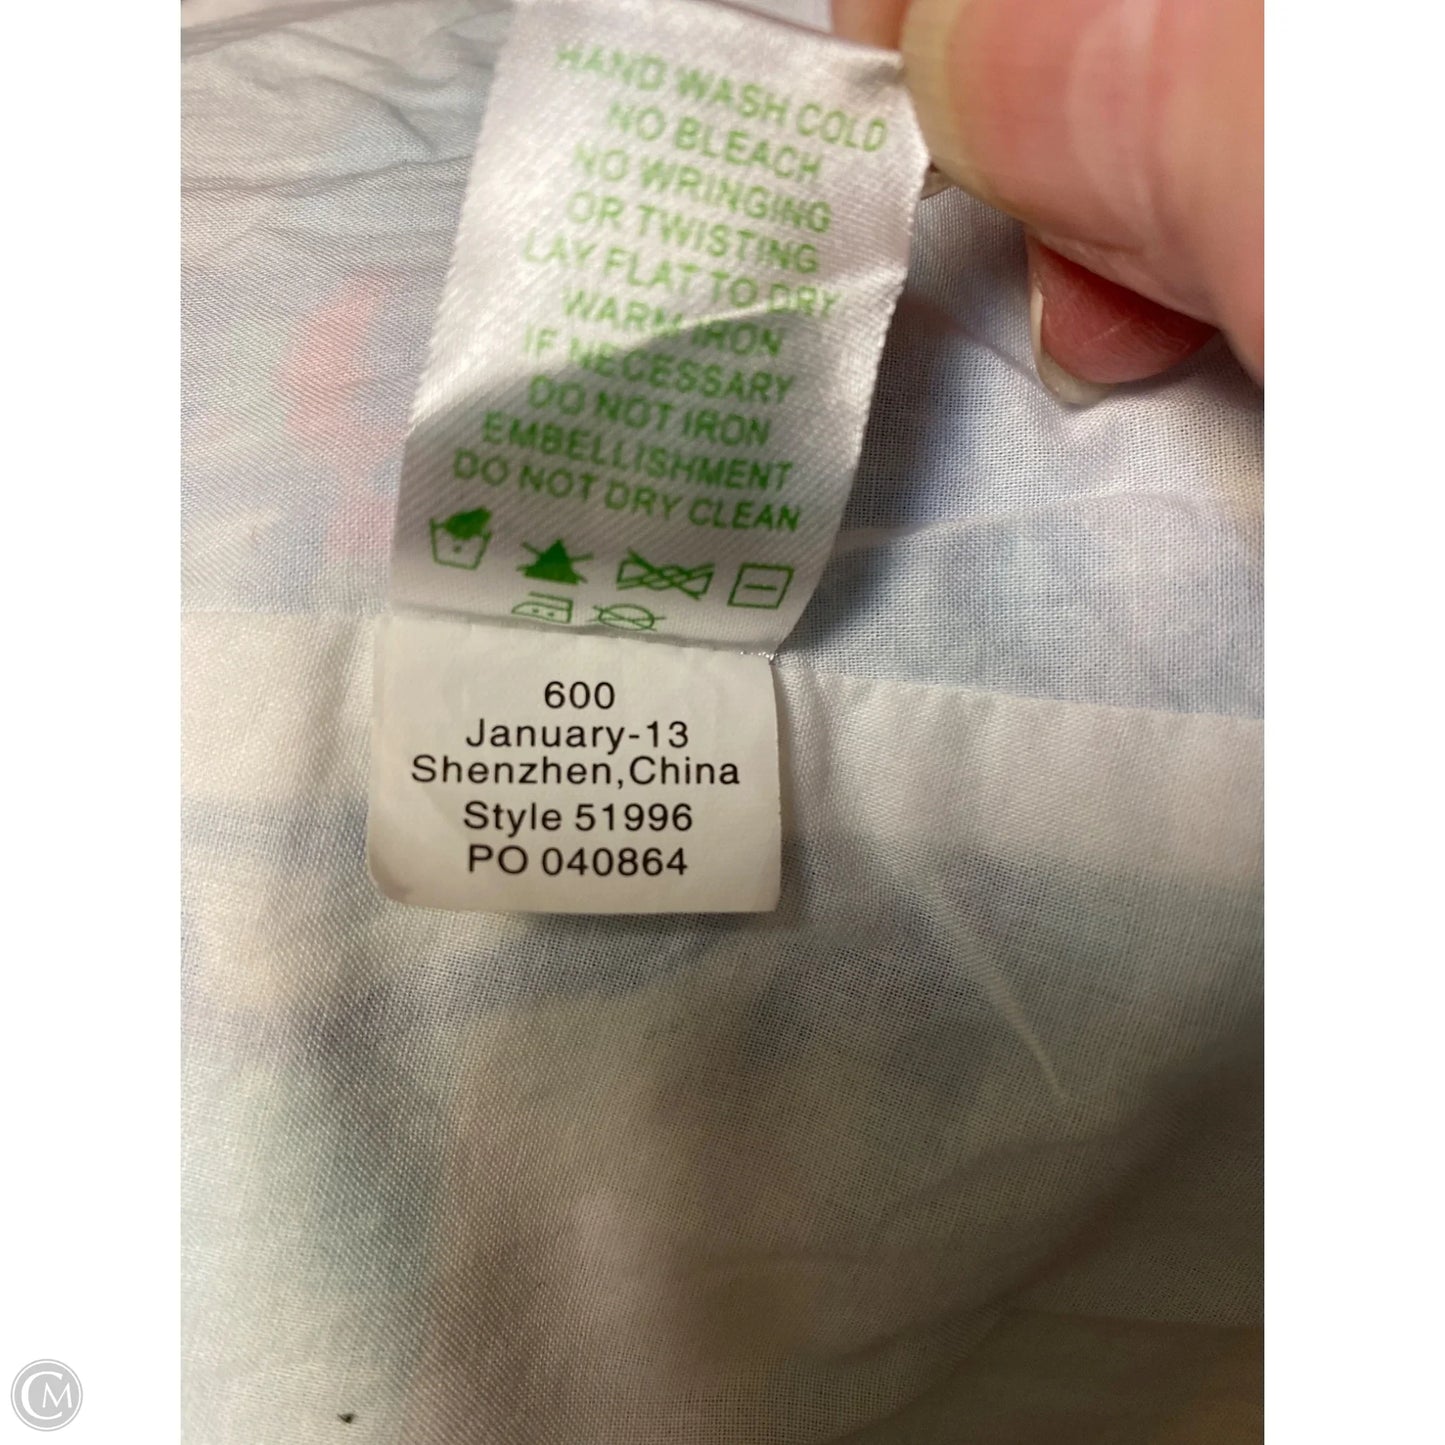 HAND WASH COLD
NO BLEACH
NO WRINGING
OR TWISTING
LAY FLAT TO DRY
WARM IRON
IF NECESSARY
DO NOT IRON
EMBELLISHMENT
DO NOT DRY CLEAN
600
January-13
Shenzhen,China
Style 51996
PO 040864
CM